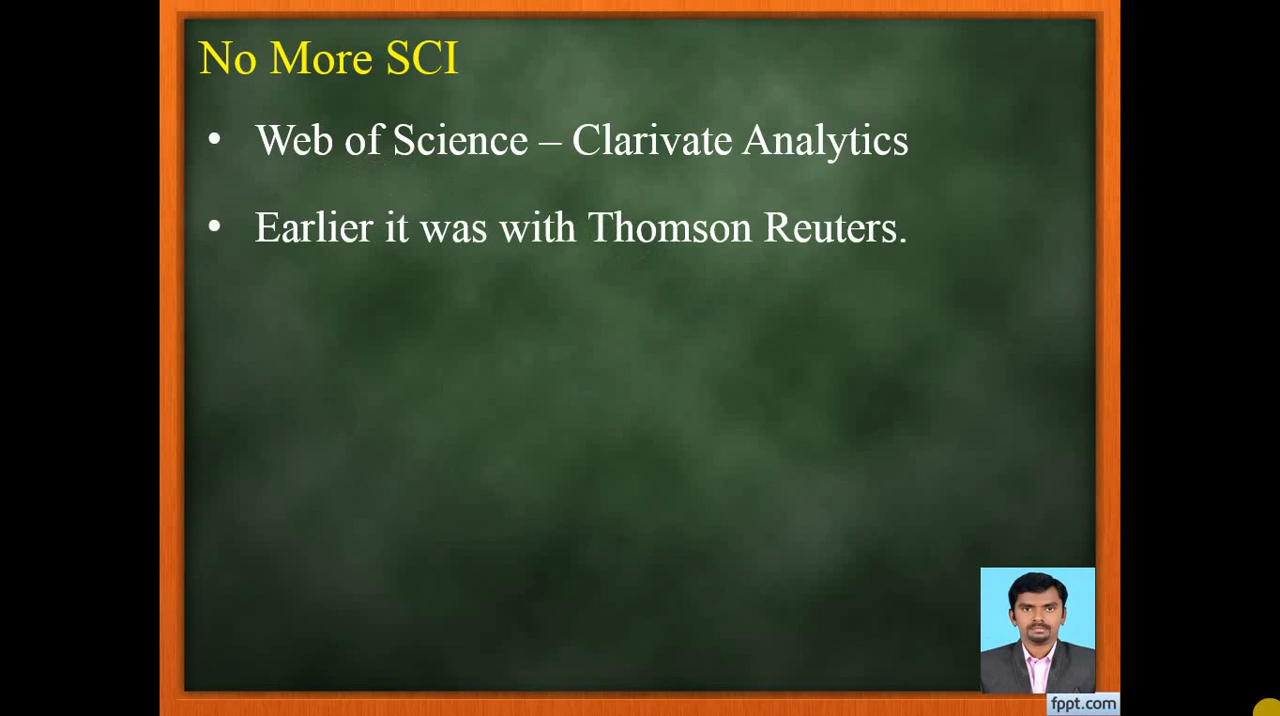 No More SCI
• Web of Science – Clarivate Analytics
• Earlier it was with Thomson Reuters.
fppt.com